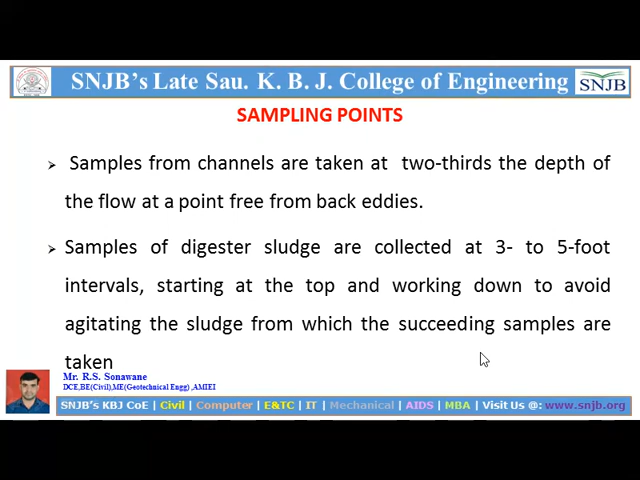 SNJB's Late Sau. K. B. J. College of Engineering
SNJB
SAMPLING POINTS
➢ Samples from channels are taken at two-thirds the depth of
the flow at a point free from back eddies.
➢ Samples of digester sludge are collected at 3- to 5-foot
intervals, starting at the top and working down to avoid
agitating the sludge from which the succeeding samples are
taken
Mr. R.S. Sonawane
DCE,BE(Civil),ME(Geotechnical Engg),AMIEI
SNJB's KBJ CoE | Civil | Computer | E&TC | IT | Mechanical | AIDS | MBA | Visit Us @: www.snjb.org